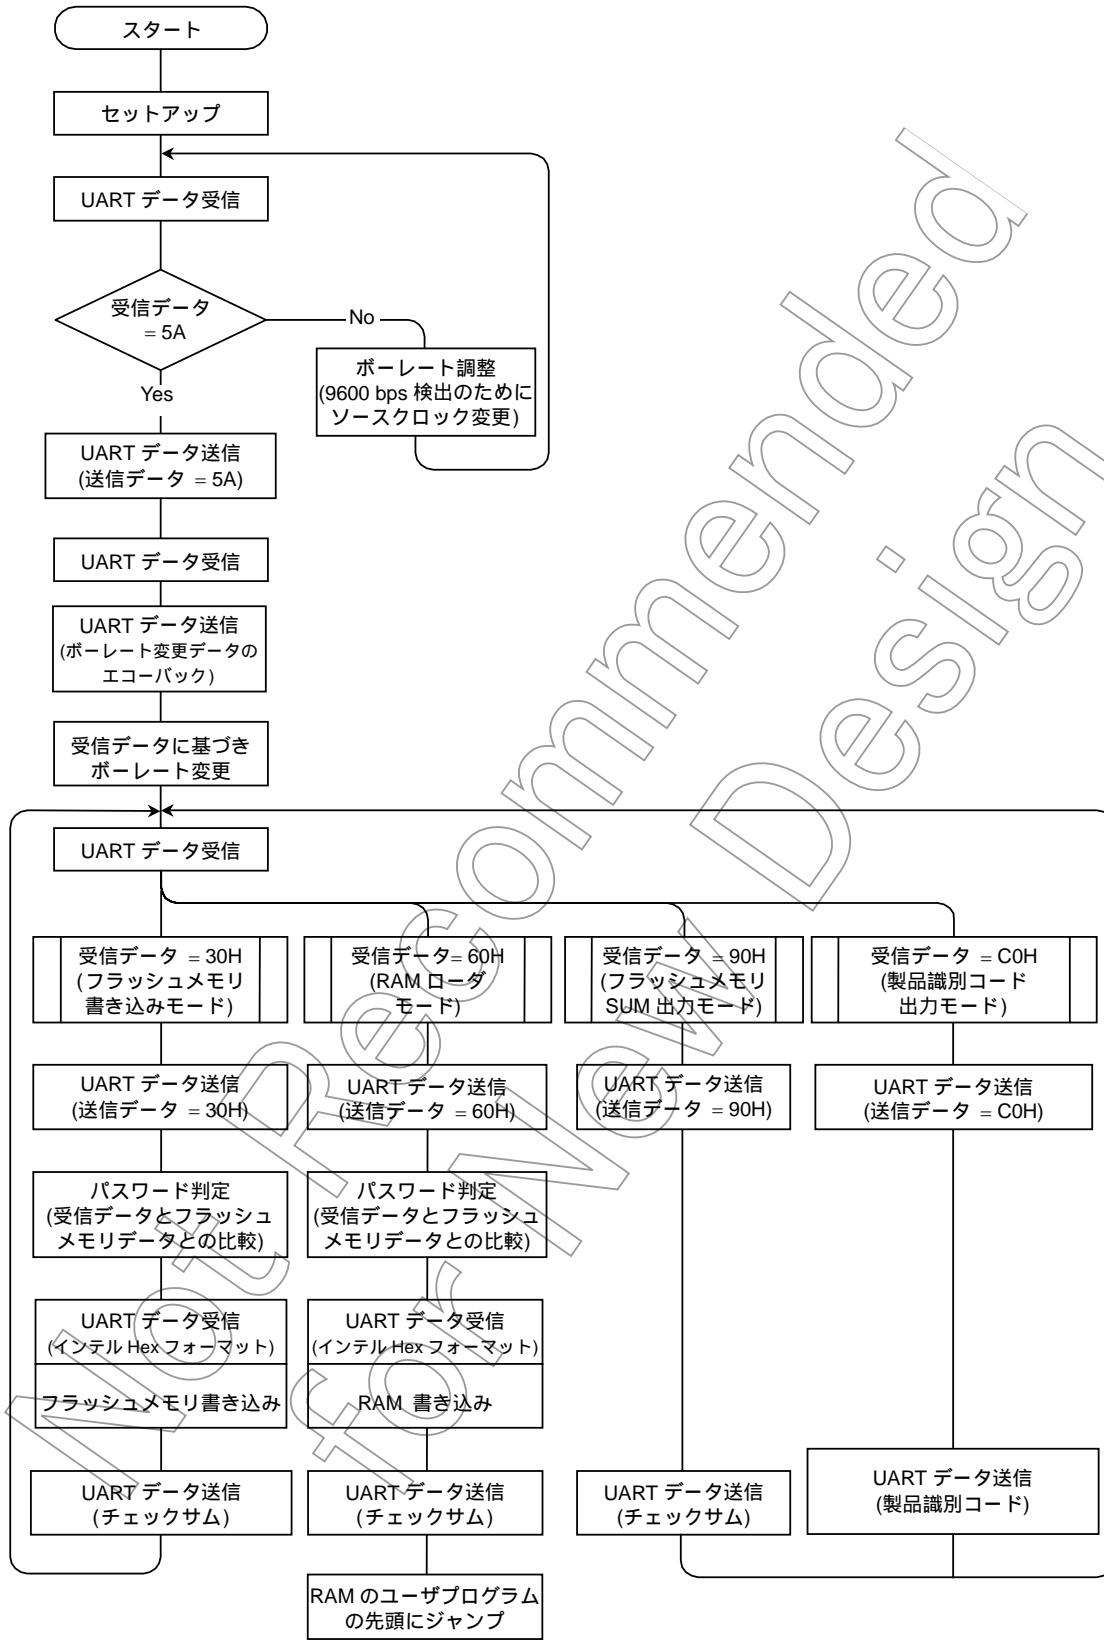 スタート
セットアップ
UART データ受信
受信データ
= 5A
No
Yes
ボーレート調整
(9600 bps 検出のために
ソースクロック変更)
UART データ送信
(送信データ = 5A)
UART データ受信
UART データ送信
(ボーレート変更データの
エコーバック)
受信データに基づき
ボーレート変更
UART データ受信
受信データ = 30H
(フラッシュメモリ
書き込みモード)
受信データ= 60H
(RAM ローダ
モード)
受信データ = 90H
(フラッシュメモリ
SUM 出力モード)
受信データ = C0H
(製品識別コード
出力モード)
UART データ送信
(送信データ = 30H)
UART データ送信
(送信データ = 60H)
UART データ送信
(送信データ = 90H)
UART データ送信
(送信データ = C0H)
パスワード判定
(受信データとフラッシュ
メモリデータとの比較)
パスワード判定
(受信データとフラッシュ
メモリデータとの比較)
UART データ受信
(インテル Hex フォーマット)
フラッシュメモリ書き込み
UART データ受信
(インテル Hex フォーマット)
RAM 書き込み
UART データ送信
(チェックサム)
UART データ送信
(チェックサム)
UART データ送信
(チェックサム)
UART データ送信
(製品識別コード)
RAM のユーザプログラム
の先頭にジャンプ
Not Recommended
for New Design